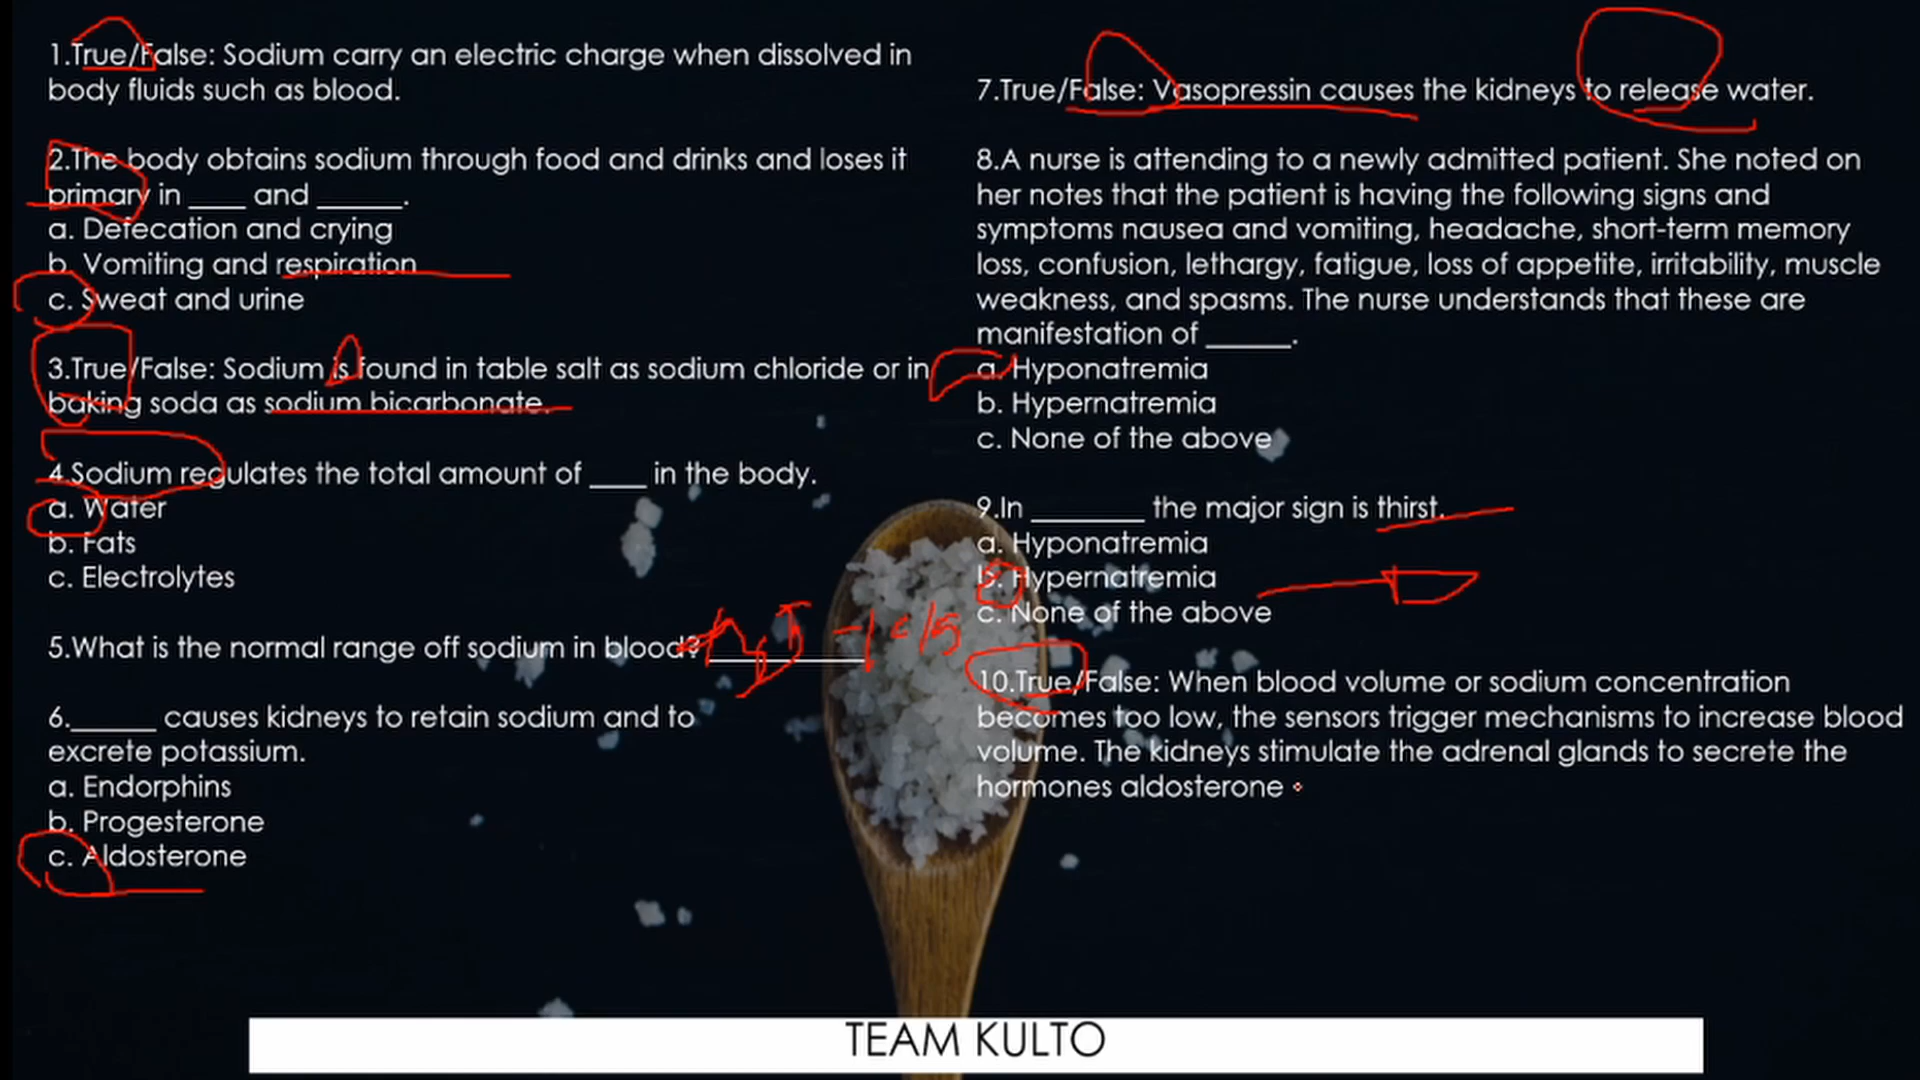 1.True/False: Sodium carry an electric charge when dissolved in
body fluids such as blood.
2.The body obtains sodium through food and drinks and loses it
primary in ____ and ______.
a. Defecation and crying
b. Vomiting and respiration
c. Sweat and urine
3.True/False: Sodium is found in table salt as sodium chloride or in
baking soda as sodium bicarbonate.
4.Sodium regulates the total amount of ____ in the body.
a. Water
b. Fats
c. Electrolytes
5.What is the normal range off sodium in blood? ___________
6.______ causes kidneys to retain sodium and to
excrete potassium.
a. Endorphins
b. Progesterone
c. Aldosterone
7.True/False: Vasopressin causes the kidneys to release water.
8.A nurse is attending to a newly admitted patient. She noted on
her notes that the patient is having the following signs and
symptoms nausea and vomiting, headache, short-term memory
loss, confusion, lethargy, fatigue, loss of appetite, irritability, muscle
weakness, and spasms. The nurse understands that these are
manifestation of ______.
a. Hyponatremia
b. Hypernatremia
c. None of the above
9.In ________ the major sign is thirst.
a. Hyponatremia
b. Hypernatremia
c. None of the above
10.True/False: When blood volume or sodium concentration
becomes too low, the sensors trigger mechanisms to increase blood
volume. The kidneys stimulate the adrenal glands to secrete the
hormones aldosterone
TEAM KULTO